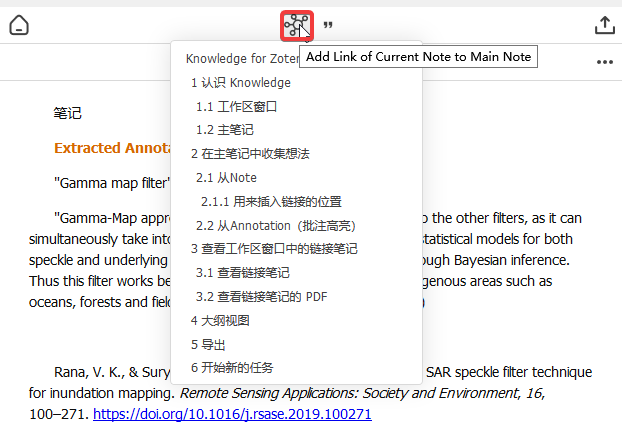 Add Link of Current Note to Main Note
Knowledge for Zoter
1 认识 Knowledge
1.1 工作区窗口
1.2 主笔记
2 在主笔记中收集想法
2.1 从Note
2.1.1 用来插入链接的位置
2.2 从Annotation（批注高亮）
3 查看工作区窗口中的链接笔记
3.1 查看链接笔记
3.2 查看链接笔记的 PDF
4 大纲视图
5 导出
6 开始新的任务
笔记
Extracted Annota
"Gamma map filter"
"Gamma-Map appr o the other filters, as it can
simultaneously take into statistical models for both
speckle and underlying ough Bayesian inference.
Thus this filter works be genous areas such as
oceans, forests and field )
Rana, V. K., & Sury SAR speckle filter technique
for inundation mapping. Remote Sensing Applications: Society and Environment, 16,
100–271. https://doi.org/10.1016/j.rsase.2019.100271